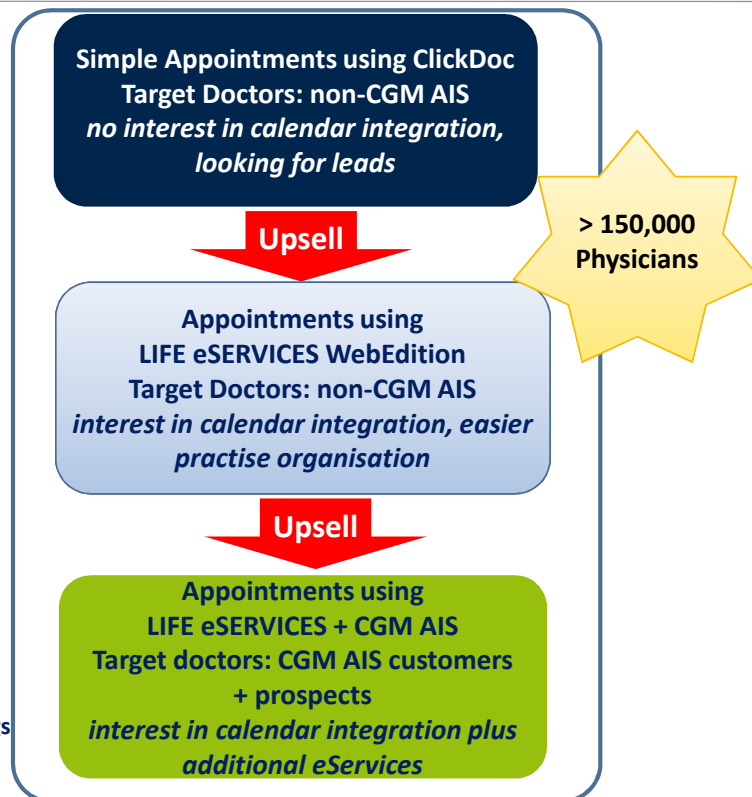 Simple Appointments using ClickDoc
Target Doctors: non-CGM AIS
no interest in calendar integration,
looking for leads
> 150,000
Physicians
Upsell
Appointments using
LIFE eSERVICES WebEdition
Target Doctors: non-CGM AIS
interest in calendar integration, easier
practise organisation
Upsell
Appointments using
LIFE eSERVICES + CGM AIS
Target doctors: CGM AIS customers
+ prospects
interest in calendar integration plus
additional eServices